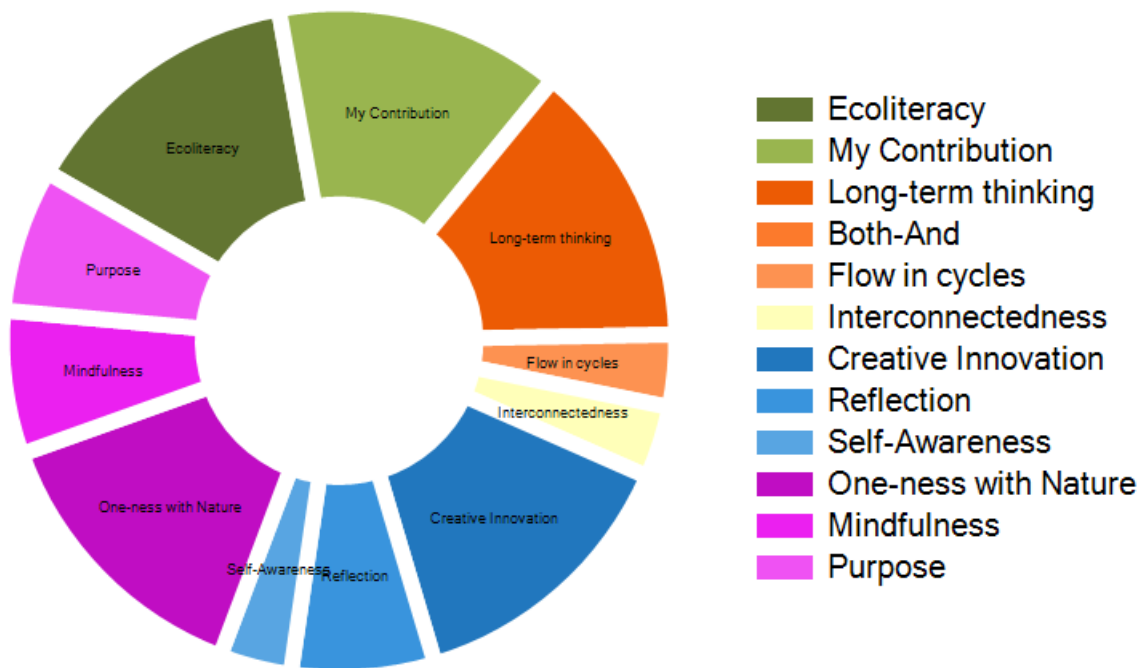 My Contribution
Ecoliteracy
Long-term thinking
Purpose
Flow in cycles
Mindfulness
Interconnectedness
One-ness with Nature
Creative Innovation
Self-Awareness
Reflection
Ecoliteracy
My Contribution
Long-term thinking
Both-And
Flow in cycles
Interconnectedness
Creative Innovation
Reflection
Self-Awareness
One-ness with Nature
Mindfulness
Purpose